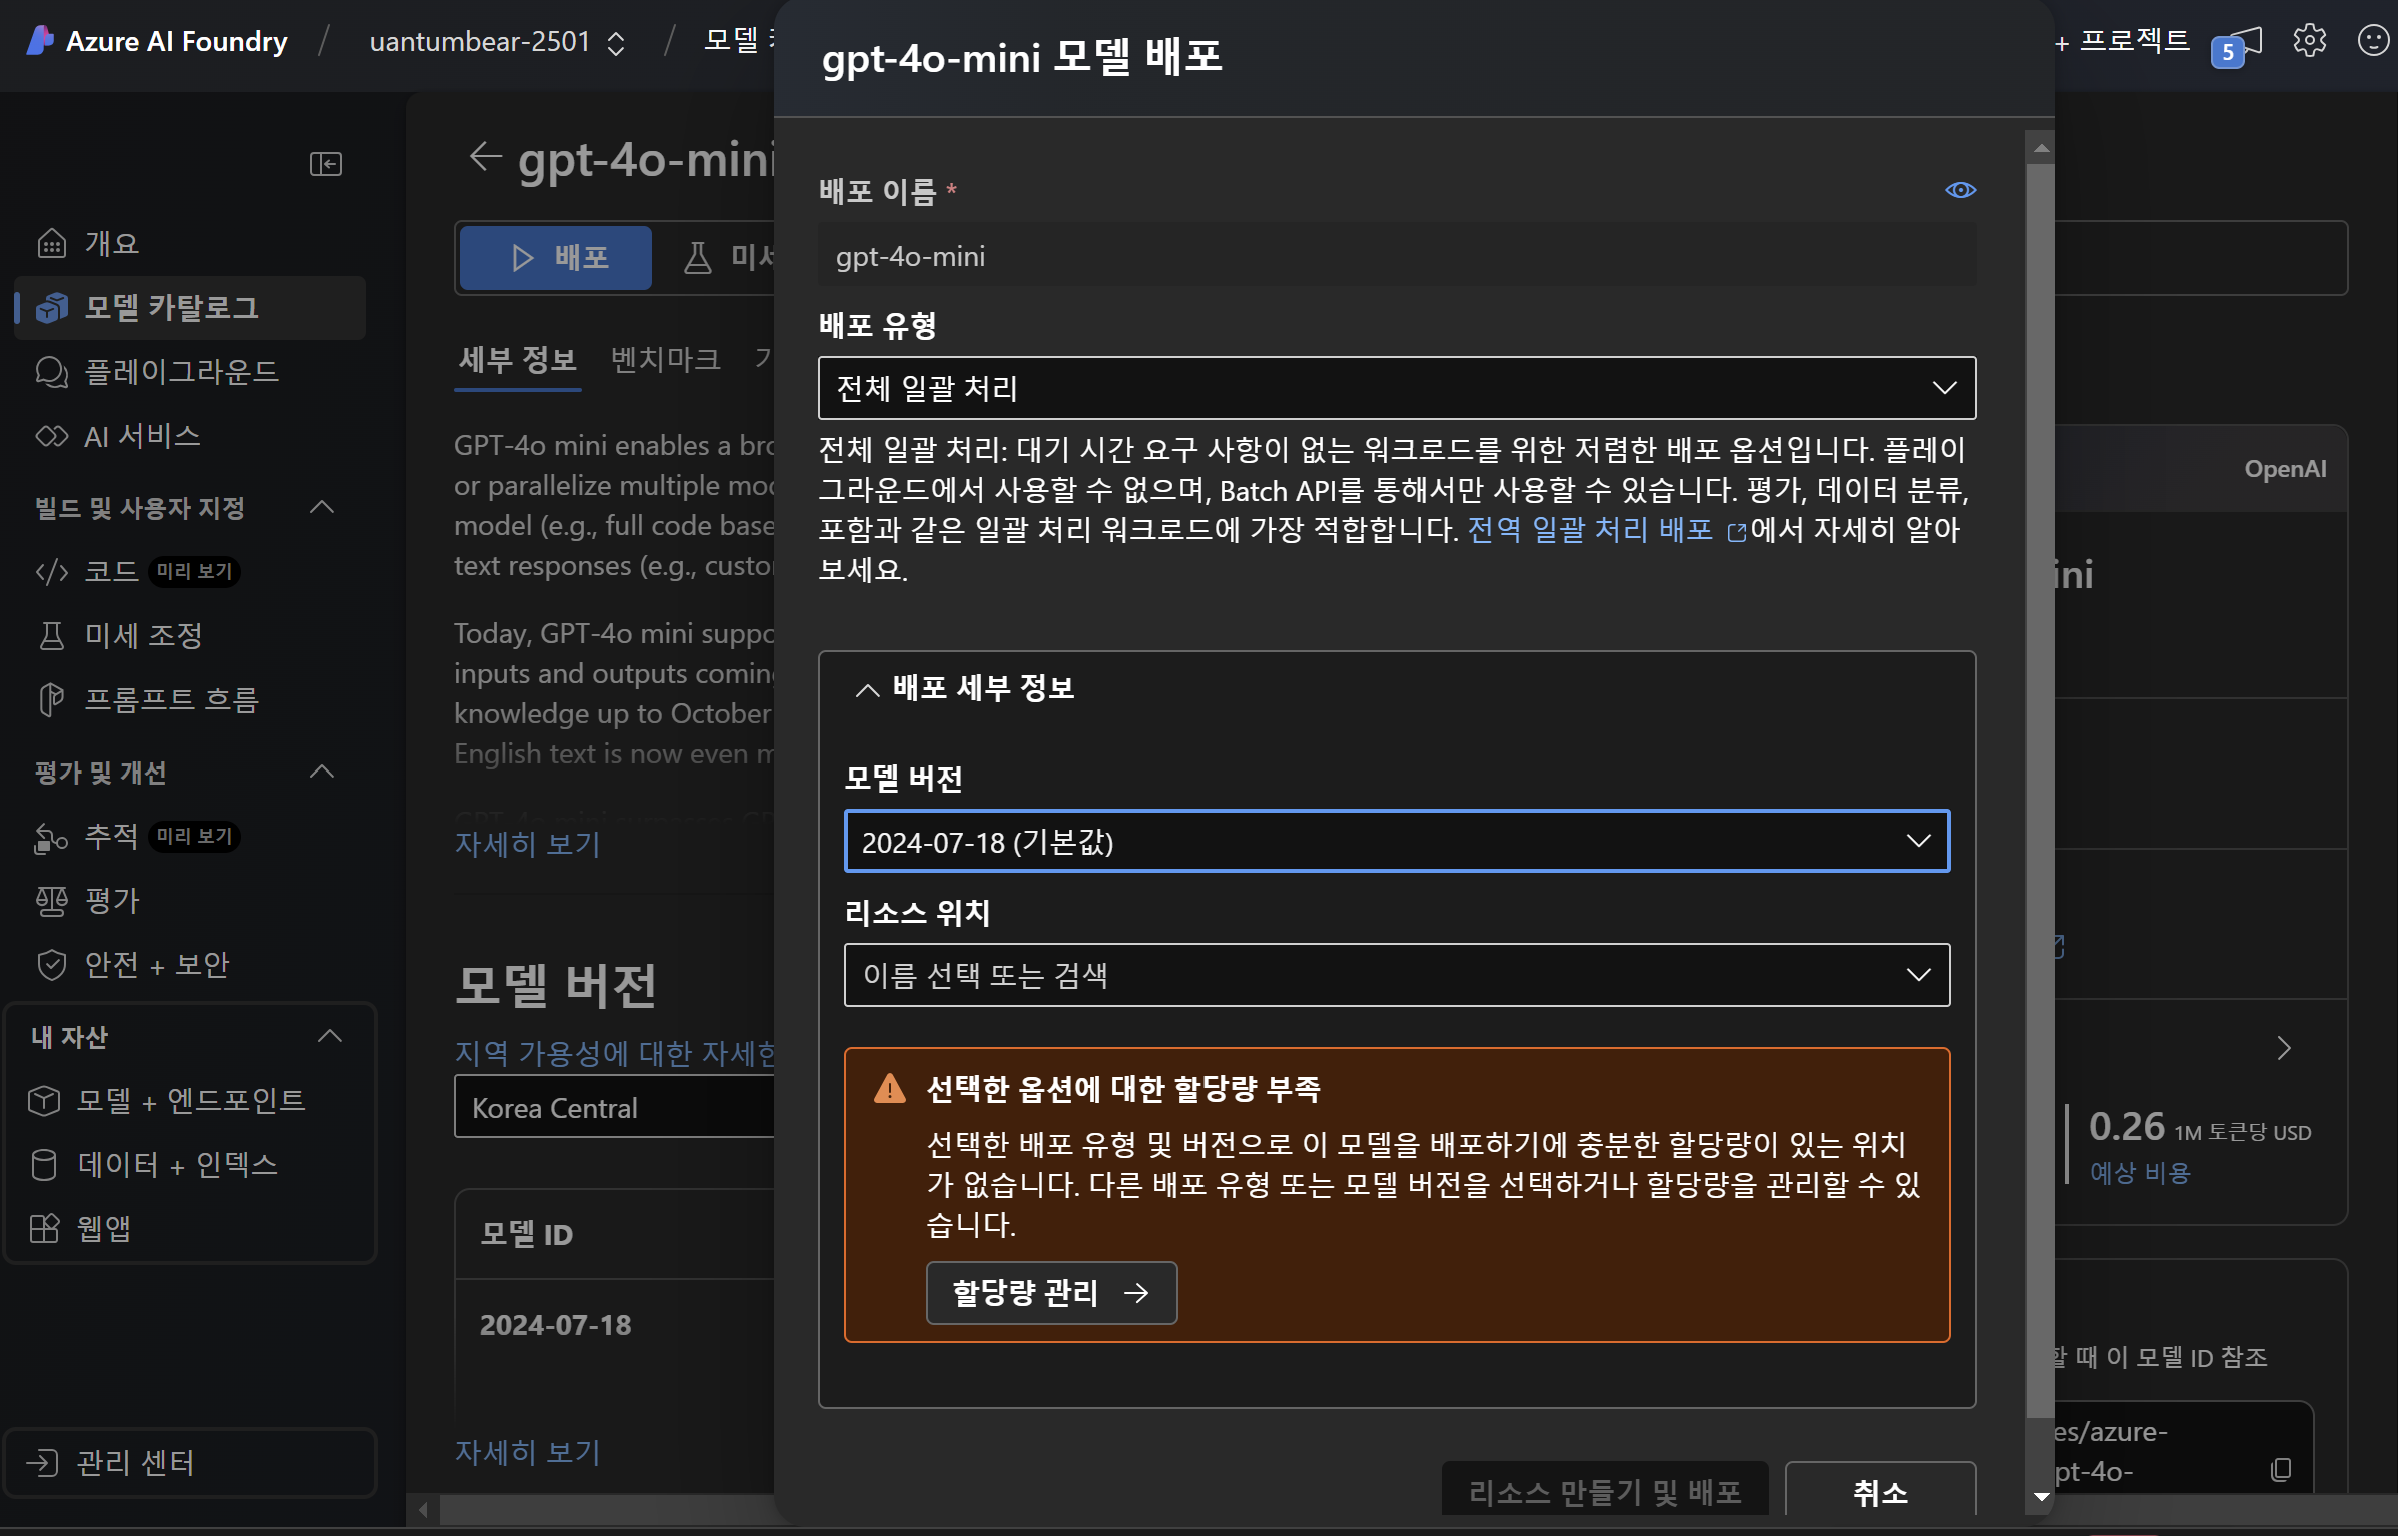 Azure AI Foundry / uantumbear-2501 / 모델
+ 프로젝트
5
개요
모델 카탈로그
플레이그라운드
AI 서비스
빌드 및 사용자 지정
코드 미리 보기
미세 조정
프롬프트 흐름
평가 및 개선
추적 미리 보기
평가
안전 + 보안
내 자산
모델 + 엔드포인트
데이터 + 인덱스
웹앱
관리 센터
gpt-4o-mini
배포
세부 정보 벤치마크
GPT-4o mini enables a
or parallelize multiple
model (e.g., full code base
text responses (e.g.,
Today, GPT-4o mini
inputs and outputs
knowledge up to October
English text is now even
자세히 보기
모델 버전
지역 가용성에 대한
Korea Central
모델 ID
2024-07-18
자세히 보기
gpt-4o-mini 모델 배포
배포 이름 *
gpt-4o-mini
배포 유형
전체 일괄 처리
전체 일괄 처리: 대기 시간 요구 사항이 없는 워크로드를 위한 저렴한 배포 옵션입니다. 플레이
그라운드에서 사용할 수 없으며, Batch API를 통해서만 사용할 수 있습니다. 평가, 데이터 분류,
포함과 같은 일괄 처리 워크로드에 가장 적합합니다. 전역 일괄 처리 배포 에서 자세히 알아
보세요.
배포 세부 정보
모델 버전
2024-07-18 (기본값)
리소스 위치
이름 선택 또는 검색
선택한 옵션에 대한 할당량 부족
선택한 배포 유형 및 버전으로 이 모델을 배포하기에 충분한 할당량이 있는 위치
가 없습니다. 다른 배포 유형 또는 모델 버전을 선택하거나 할당량을 관리할 수 있
습니다.
할당량 관리
리소스 만들기 및 배포
취소
OpenAI
ini
0.26 1M 토큰당 USD
예상 비용
할 때 이 모델 ID 참조
es/azure-
pt-4o-